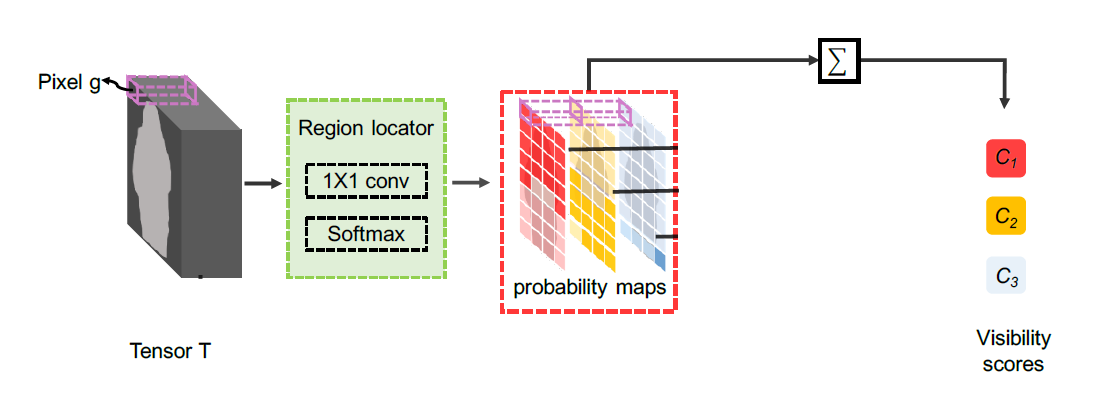 Pixel g
Region locator
1X1 conv
Softmax
probability maps
∑
C1
C2
C3
Tensor T
Visibility
scores